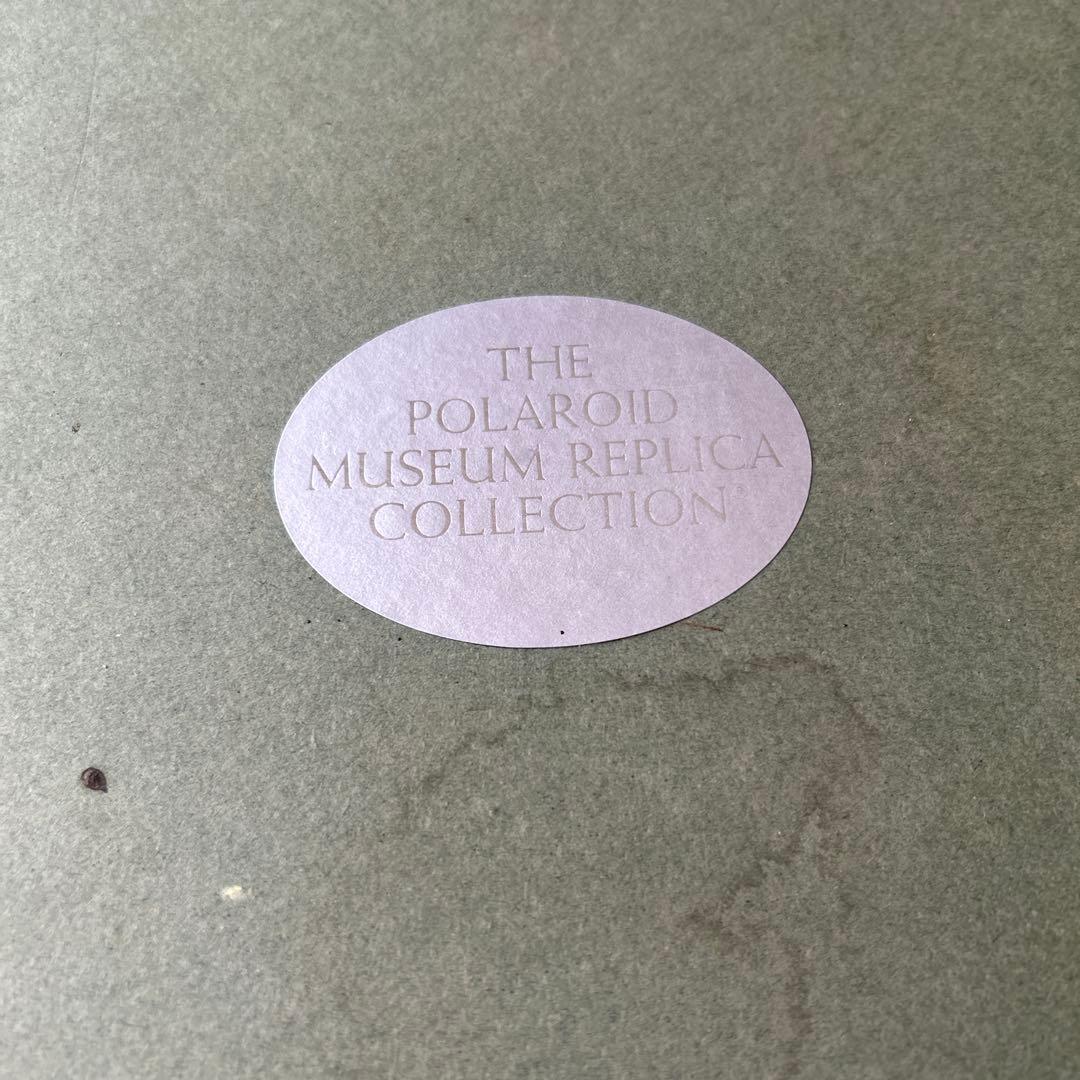 THE
POLAROID
MUSEUM REPLICA
COLLECTION®